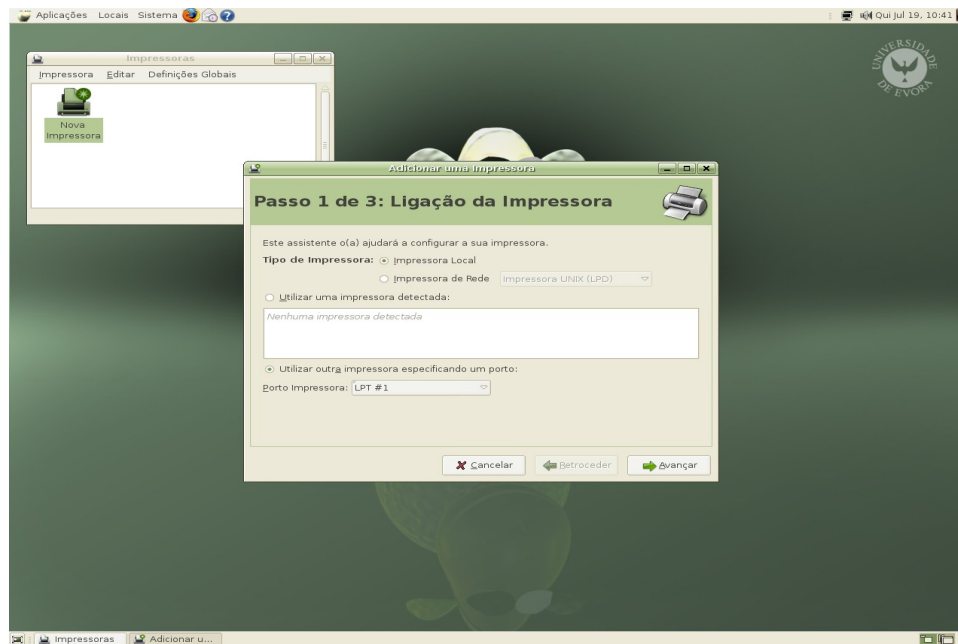 Aplicações Locais Sistema
Qui Jul 19, 10:41
UNIVERSIDADE
DE EVORA
Impressoras
Impressora Editar Definições Globais
Nova
Impressora
Adicionar uma Impressora
Passo 1 de 3: Ligação da Impressora
Este assistente o(a) ajudará a configurar a sua impressora.
Tipo de Impressora: Impressora Local
Impressora de Rede Impressora UNIX (LPD)
Utilizar uma impressora detectada:
Nenhuma impressora detectada
Utilizar outra impressora especificando um porto:
Porto Impressora: LPT #1
Cancelar Retroceder Avançar
Impressoras Adicionar u...